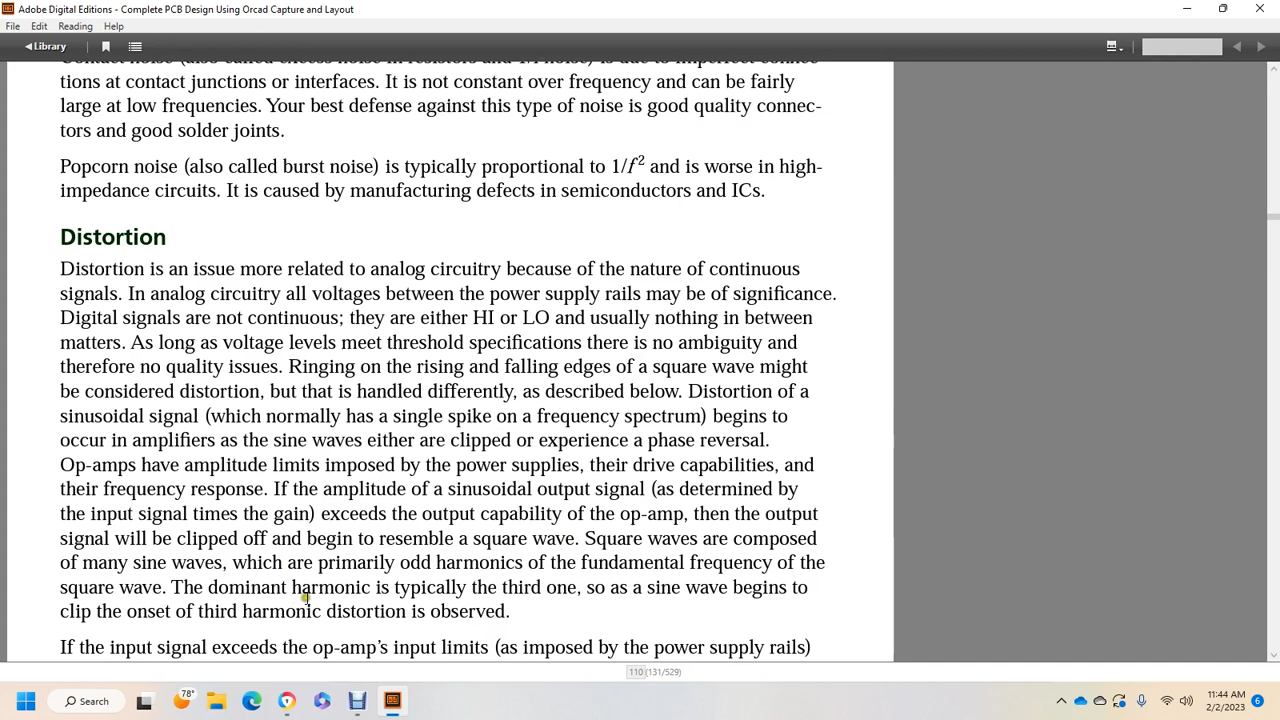 Adobe Digital Editions - Complete PCB Design Using Orcad Capture and Layout
File Edit Reading Help
◀ Library
Contact noise (also called excess noise in resistors and 1/f noise) is due to imperfect connec-
tions at contact junctions or interfaces. It is not constant over frequency and can be fairly
large at low frequencies. Your best defense against this type of noise is good quality connec-
tors and good solder joints.
Popcorn noise (also called burst noise) is typically proportional to 1/f² and is worse in high-
impedance circuits. It is caused by manufacturing defects in semiconductors and ICs.
Distortion
Distortion is an issue more related to analog circuitry because of the nature of continuous
signals. In analog circuitry all voltages between the power supply rails may be of significance.
Digital signals are not continuous; they are either HI or LO and usually nothing in between
matters. As long as voltage levels meet threshold specifications there is no ambiguity and
therefore no quality issues. Ringing on the rising and falling edges of a square wave might
be considered distortion, but that is handled differently, as described below. Distortion of a
sinusoidal signal (which normally has a single spike on a frequency spectrum) begins to
occur in amplifiers as the sine waves either are clipped or experience a phase reversal.
Op-amps have amplitude limits imposed by the power supplies, their drive capabilities, and
their frequency response. If the amplitude of a sinusoidal output signal (as determined by
the input signal times the gain) exceeds the output capability of the op-amp, then the output
signal will be clipped off and begin to resemble a square wave. Square waves are composed
of many sine waves, which are primarily odd harmonics of the fundamental frequency of the
square wave. The dominant harmonic is typically the third one, so as a sine wave begins to
clip the onset of third harmonic distortion is observed.
If the input signal exceeds the op-amp's input limits (as imposed by the power supply rails)
110 (131/529)
Search
78°
11:44 AM
2/2/2023
6